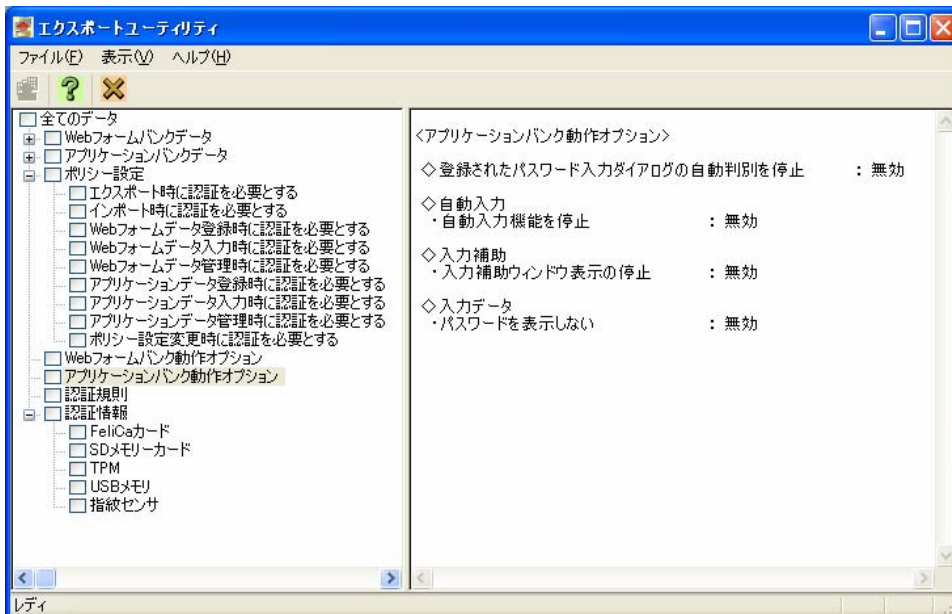 エクスポートユーティリティ
ファイル(F) 表示(V) ヘルプ(H)
全てのデータ
Webフォームバンクデータ
アプリケーションバンクデータ
ポリシー設定
エクスポート時に認証を必要とする
インポート時に認証を必要とする
Webフォームデータ登録時に認証を必要とする
Webフォームデータ入力時に認証を必要とする
Webフォームデータ管理時に認証を必要とする
アプリケーションデータ登録時に認証を必要とする
アプリケーションデータ入力時に認証を必要とする
アプリケーションデータ管理時に認証を必要とする
ポリシー設定変更時に認証を必要とする
Webフォームバンク動作オプション
アプリケーションバンク動作オプション
認証規則
認証情報
FeliCaカード
SDメモリーカード
TPM
USBメモリ
指紋センサ
<アプリケーションバンク動作オプション>
◇登録されたパスワード入力ダイアログの自動判別を停止 : 無効
◇自動入力
・自動入力機能を停止 : 無効
◇入力補助
・入力補助ウィンドウ表示の停止 : 無効
◇入力データ
・パスワードを表示しない : 無効
レディ